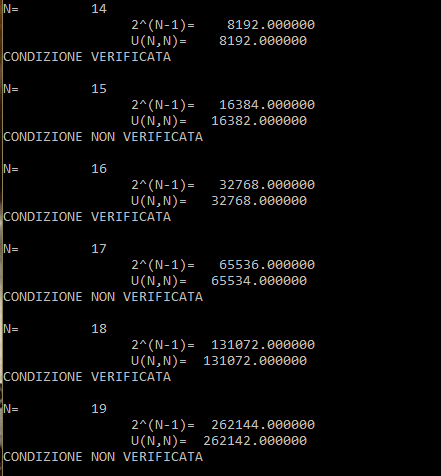 N= 14
2^(N-1)= 8192.000000
U(N,N)= 8192.000000
CONDIZIONE VERIFICATA
N= 15
2^(N-1)= 16384.000000
U(N,N)= 16382.000000
CONDIZIONE NON VERIFICATA
N= 16
2^(N-1)= 32768.000000
U(N,N)= 32768.000000
CONDIZIONE VERIFICATA
N= 17
2^(N-1)= 65536.000000
U(N,N)= 65534.000000
CONDIZIONE NON VERIFICATA
N= 18
2^(N-1)= 131072.000000
U(N,N)= 131072.000000
CONDIZIONE VERIFICATA
N= 19
2^(N-1)= 262144.000000
U(N,N)= 262142.000000
CONDIZIONE NON VERIFICATA